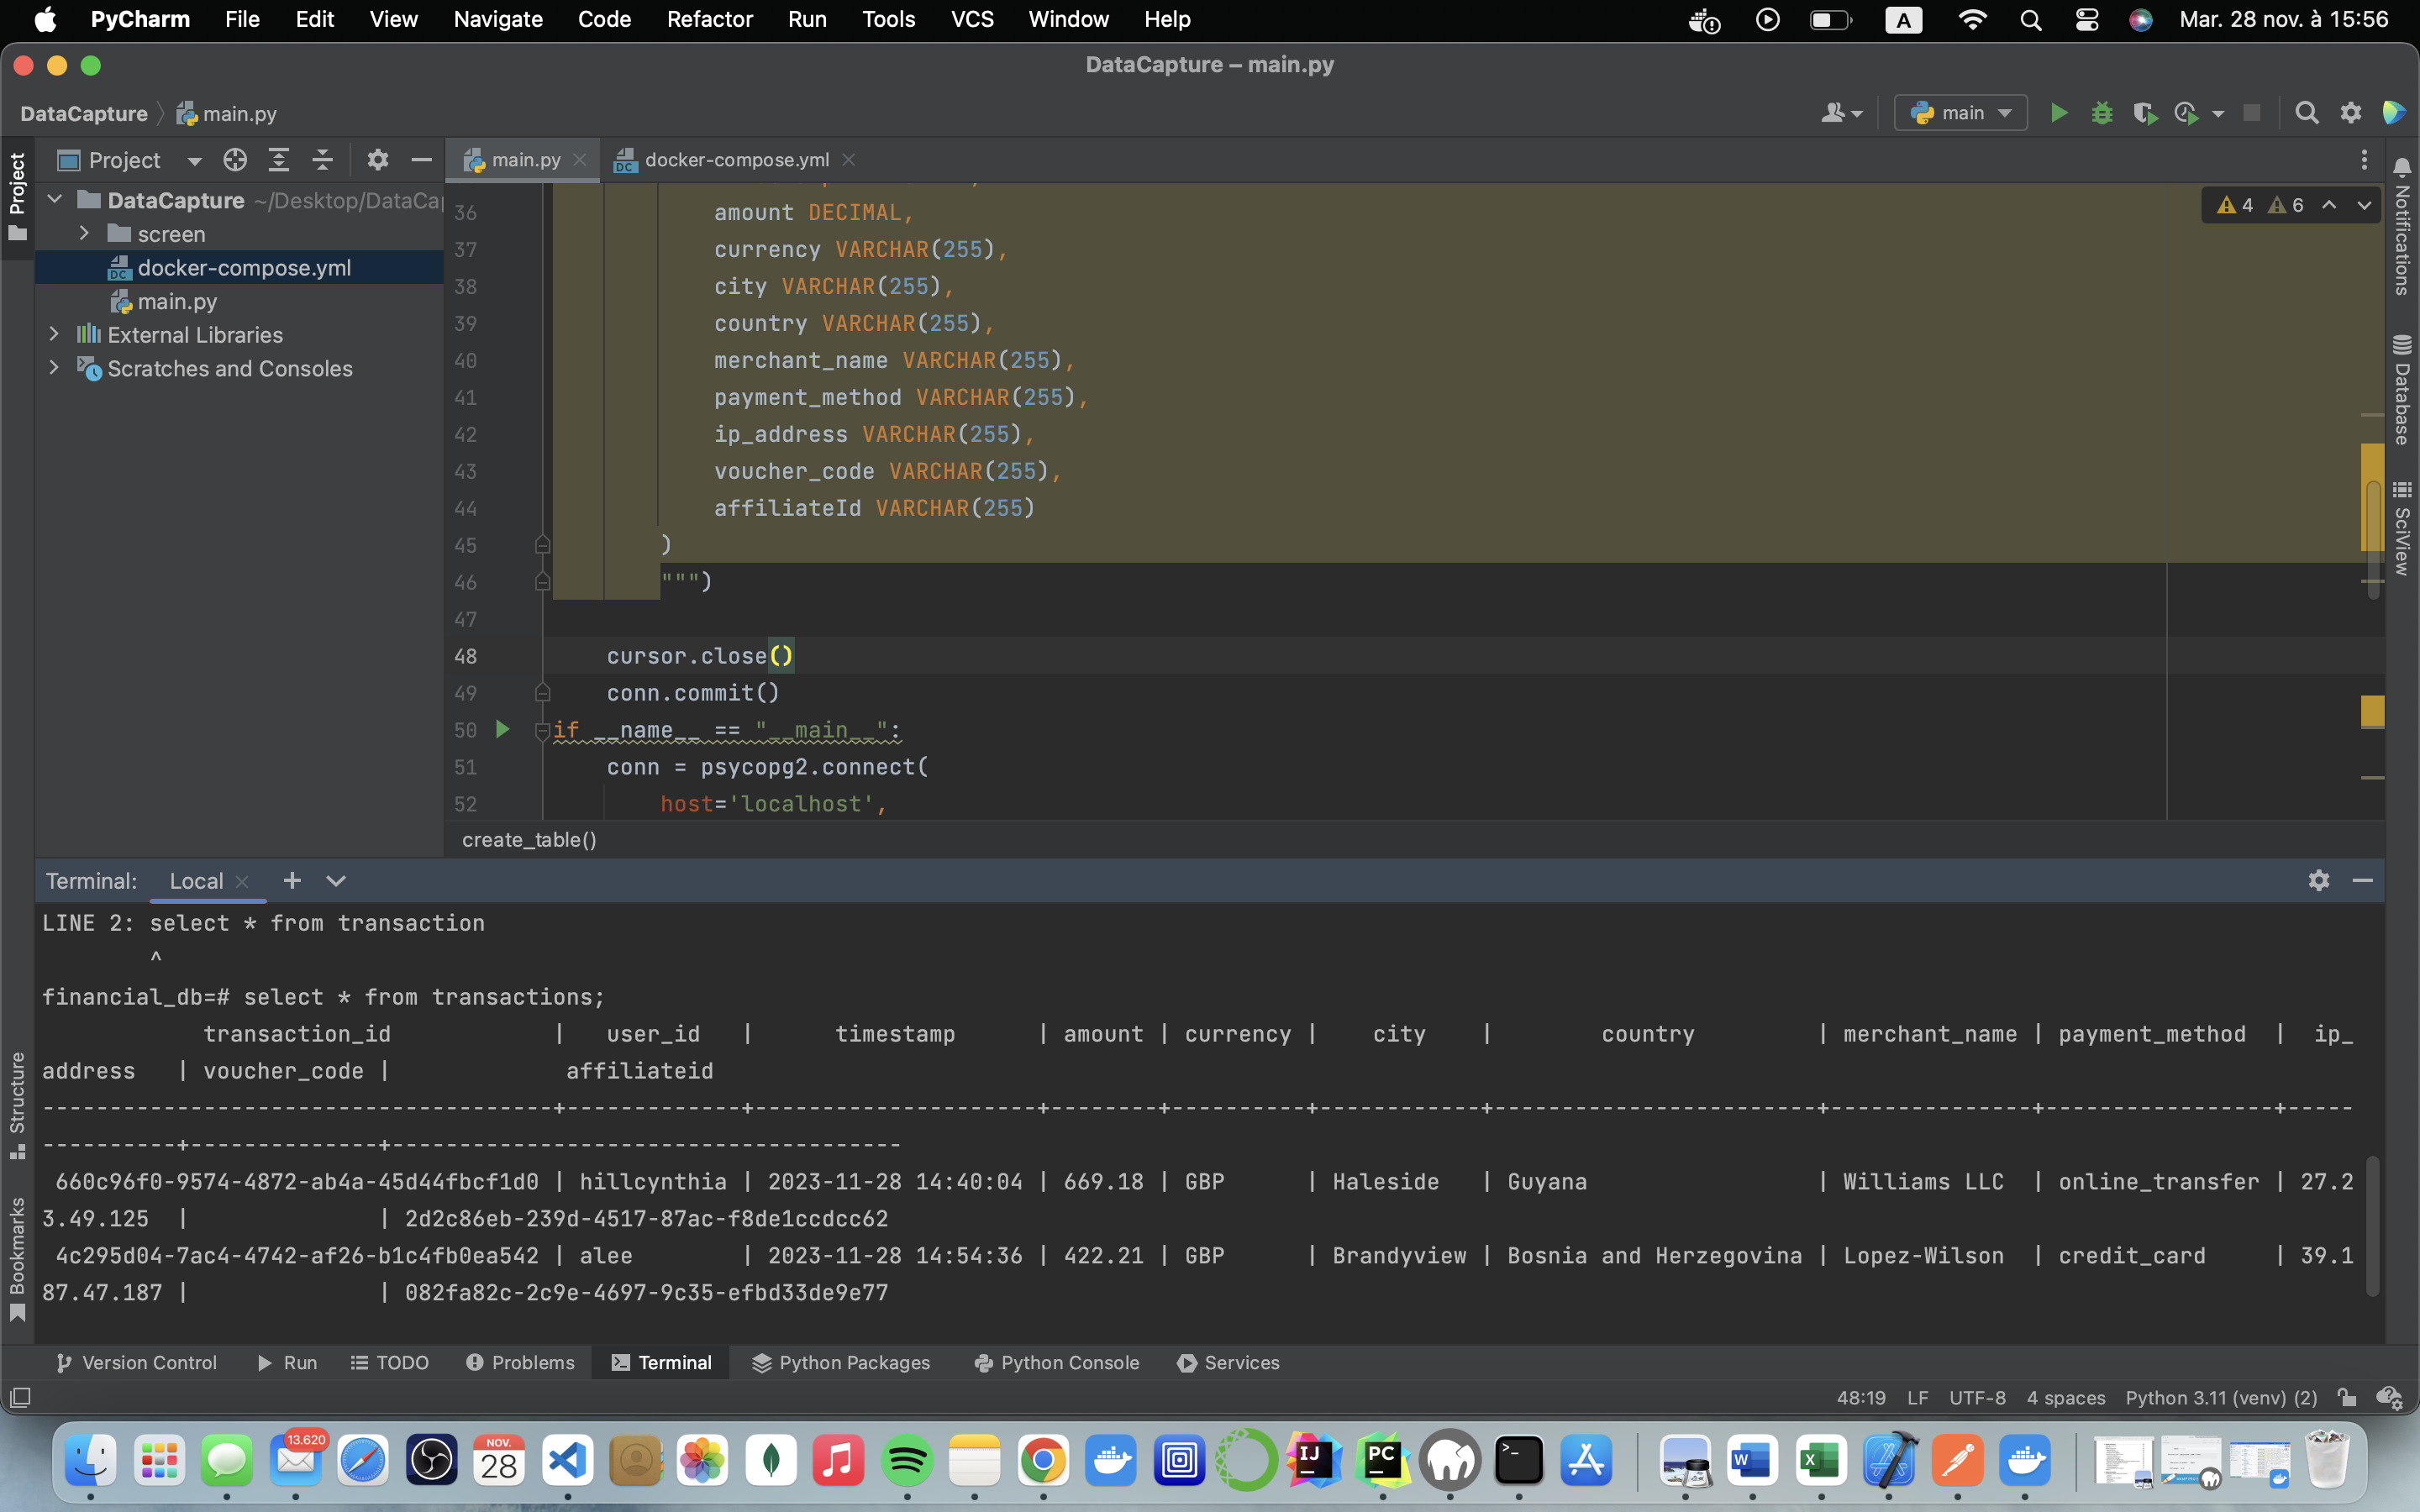 PyCharm File Edit View Navigate Code Refactor Run Tools VCS Window Help A Mar. 28 nov. à 15:56
DataCapture – main.py
DataCapture main.py main
Project
Project
main.py docker-compose.yml
Notifications
Database
SciView
DataCapture ~/Desktop/DataCa
screen
docker-compose.yml
main.py
External Libraries
Scratches and Consoles
4 6
36 amount DECIMAL,
37 currency VARCHAR(255),
38 city VARCHAR(255),
39 country VARCHAR(255),
40 merchant_name VARCHAR(255),
41 payment_method VARCHAR(255),
42 ip_address VARCHAR(255),
43 voucher_code VARCHAR(255),
44 affiliateId VARCHAR(255)
45 )
46 """)
47
48 cursor.close()
49 conn.commit()
50 if __name__ == "__main__":
51 conn = psycopg2.connect(
52 host='localhost',
create_table()
Terminal: Local
LINE 2: select * from transaction
^
financial_db=# select * from transactions;
transaction_id | user_id | timestamp | amount | currency | city | country | merchant_name | payment_method | ip_
address | voucher_code | affiliateid
--------------------------------------+-------------+---------------------+--------+----------+------------+------------------------+---------------+-----------------+-----
----------+--------------+--------------------------------------
660c96f0-9574-4872-ab4a-45d44fbcf1d0 | hillcynthia | 2023-11-28 14:40:04 | 669.18 | GBP | Haleside | Guyana | Williams LLC | online_transfer | 27.2
3.49.125 | | 2d2c86eb-239d-4517-87ac-f8de1ccdcc62
4c295d04-7ac4-4742-af26-b1c4fb0ea542 | alee | 2023-11-28 14:54:36 | 422.21 | GBP | Brandyview | Bosnia and Herzegovina | Lopez-Wilson | credit_card | 39.1
87.47.187 | | 082fa82c-2c9e-4697-9c35-efbd33de9e77
Structure
Bookmarks
Version Control Run TODO Problems Terminal Python Packages Python Console Services
48:19 LF UTF-8 4 spaces Python 3.11 (venv) (2)
13.620
NOV.
28
IJ
PC
W
X